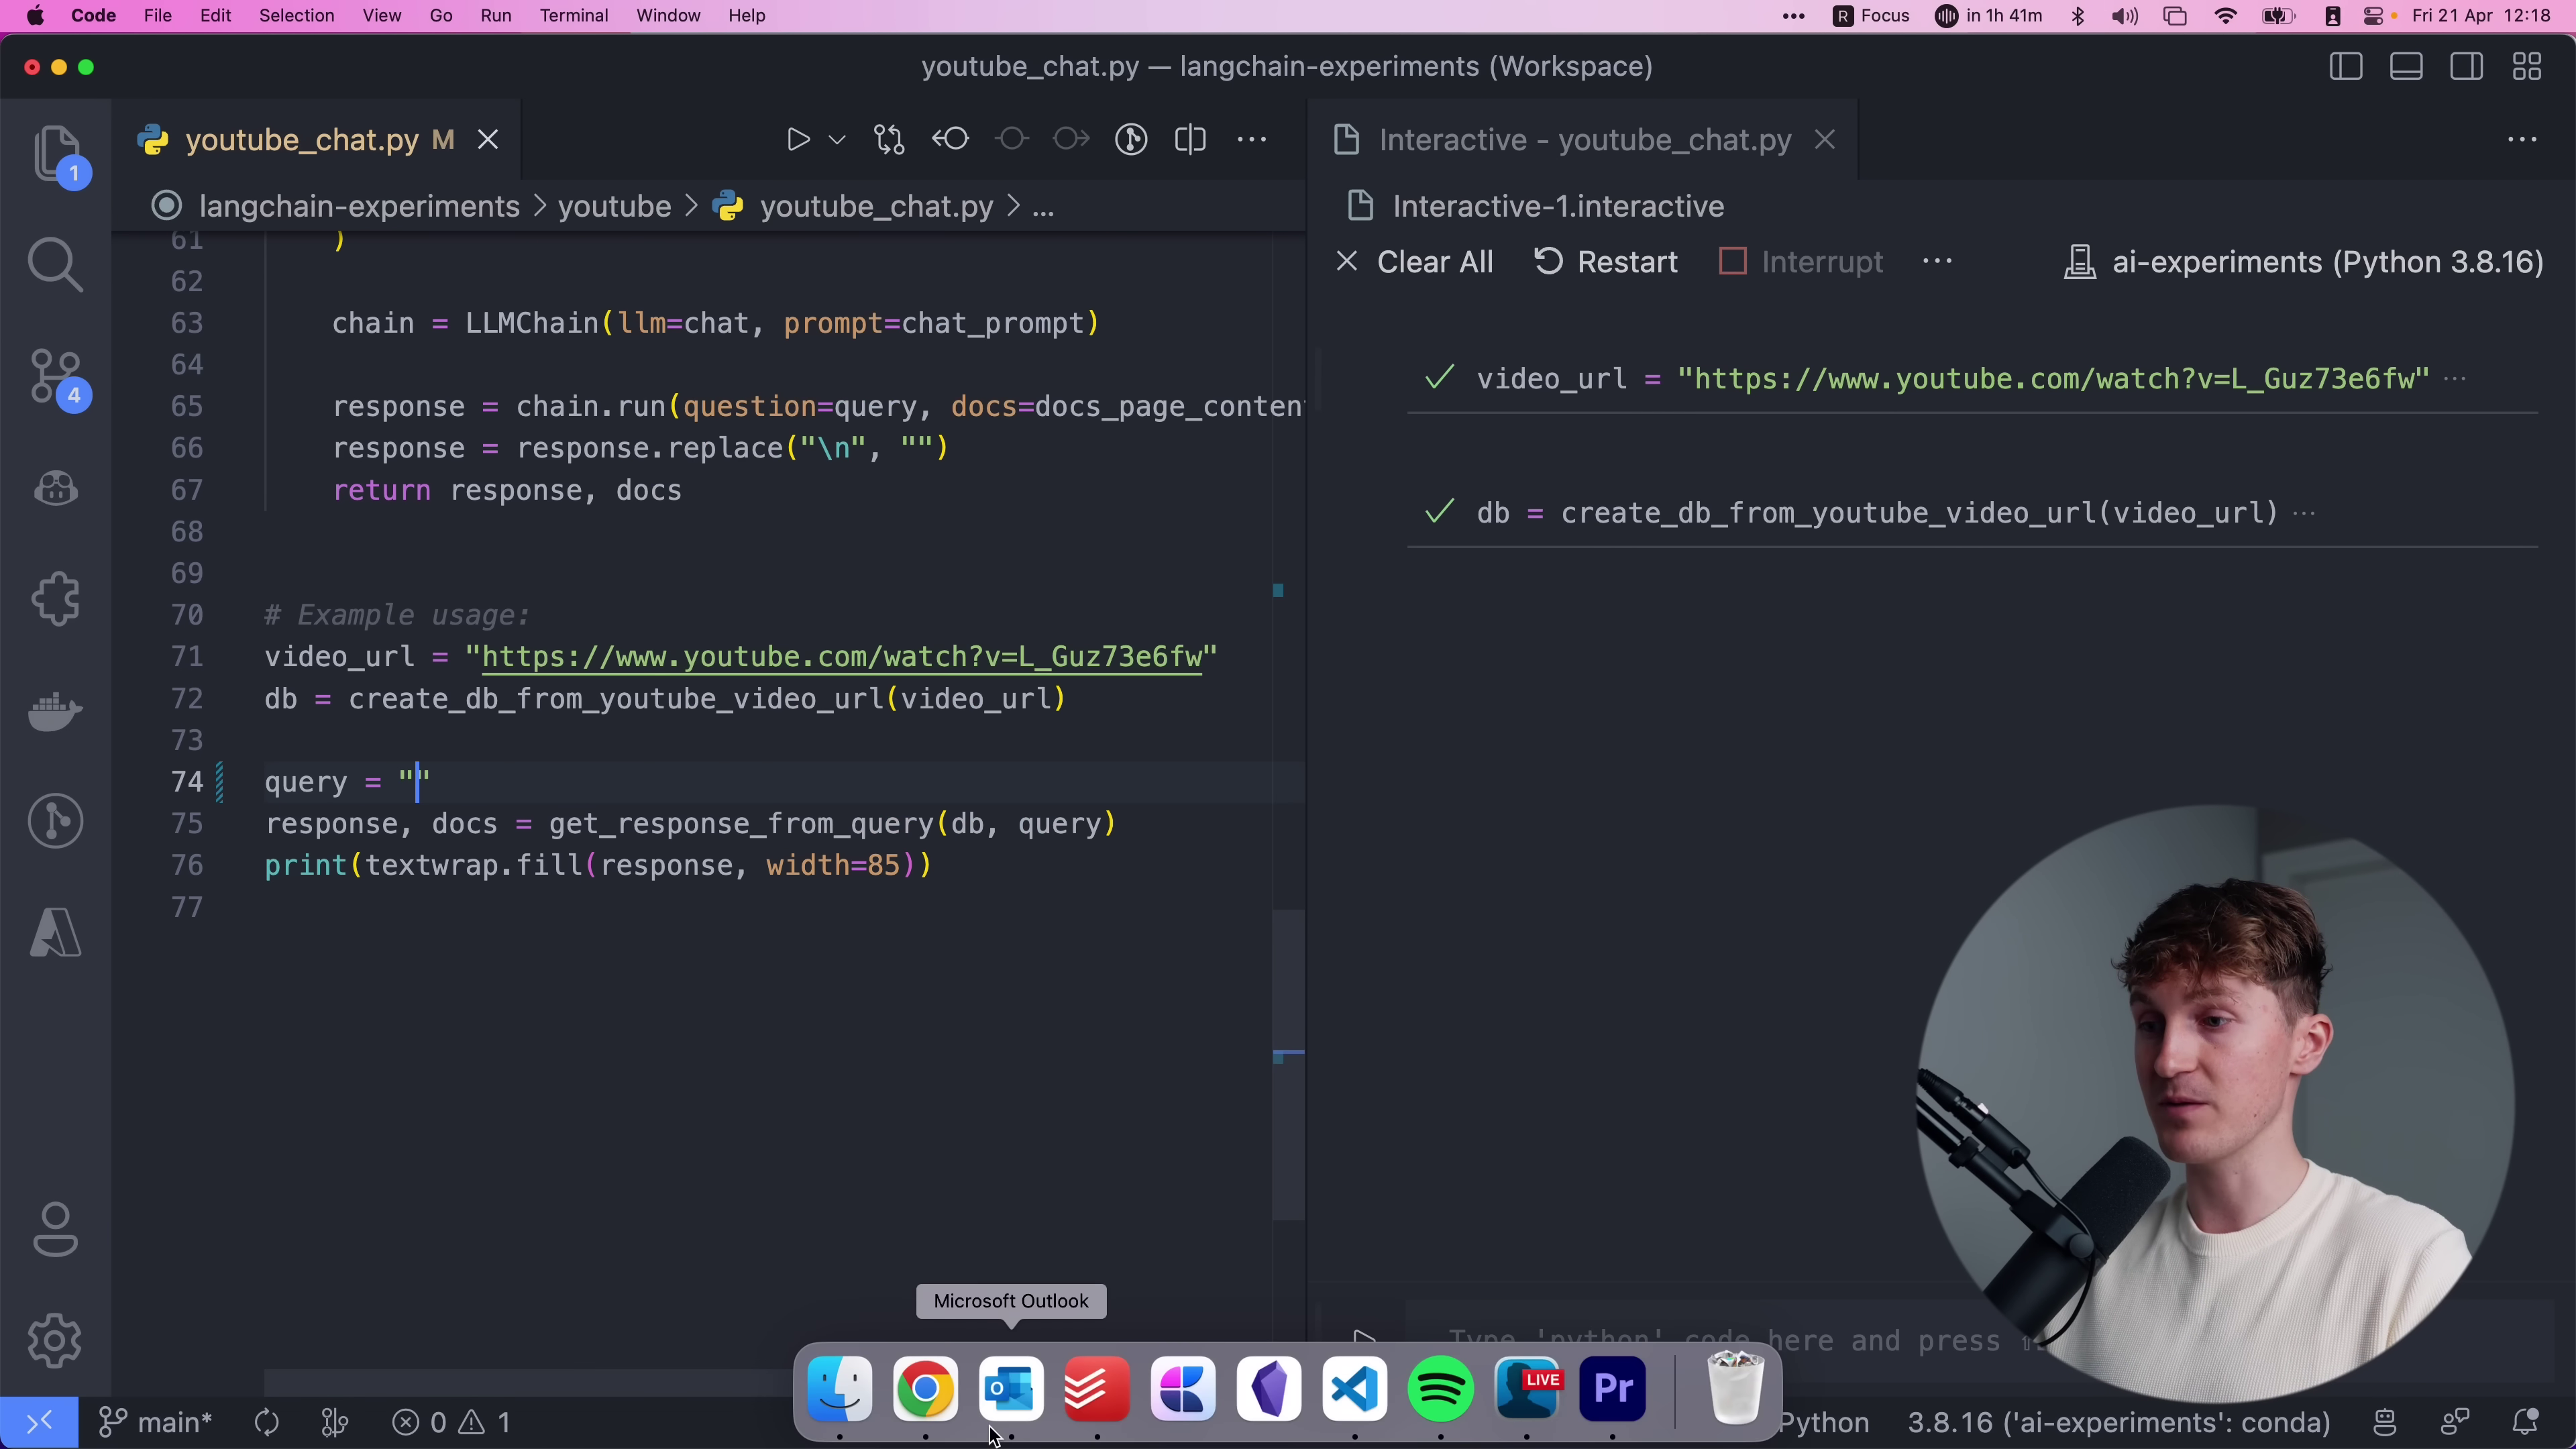 Code File Edit Selection View Go Run Terminal Window Help
R Focus in 1h 41m Fri 21 Apr 12:18
youtube_chat.py — langchain-experiments (Workspace)
youtube_chat.py M
langchain-experiments > youtube > youtube_chat.py > ...
61 )
62
63 chain = LLMChain(llm=chat, prompt=chat_prompt)
64
65 response = chain.run(question=query, docs=docs_page_conten
66 response = response.replace("\n", "")
67 return response, docs
68
69
70 # Example usage:
71 video_url = "https://www.youtube.com/watch?v=L_Guz73e6fw"
72 db = create_db_from_youtube_video_url(video_url)
73
74 query = ""
75 response, docs = get_response_from_query(db, query)
76 print(textwrap.fill(response, width=85))
77
Interactive - youtube_chat.py
Interactive-1.interactive
Clear All Restart Interrupt ... ai-experiments (Python 3.8.16)
video_url = "https://www.youtube.com/watch?v=L_Guz73e6fw" ...
db = create_db_from_youtube_video_url(video_url) ...
Type 'python' code here and press
1
4
Microsoft Outlook
LIVE
Pr
main* 0 1 Python 3.8.16 ('ai-experiments': conda)